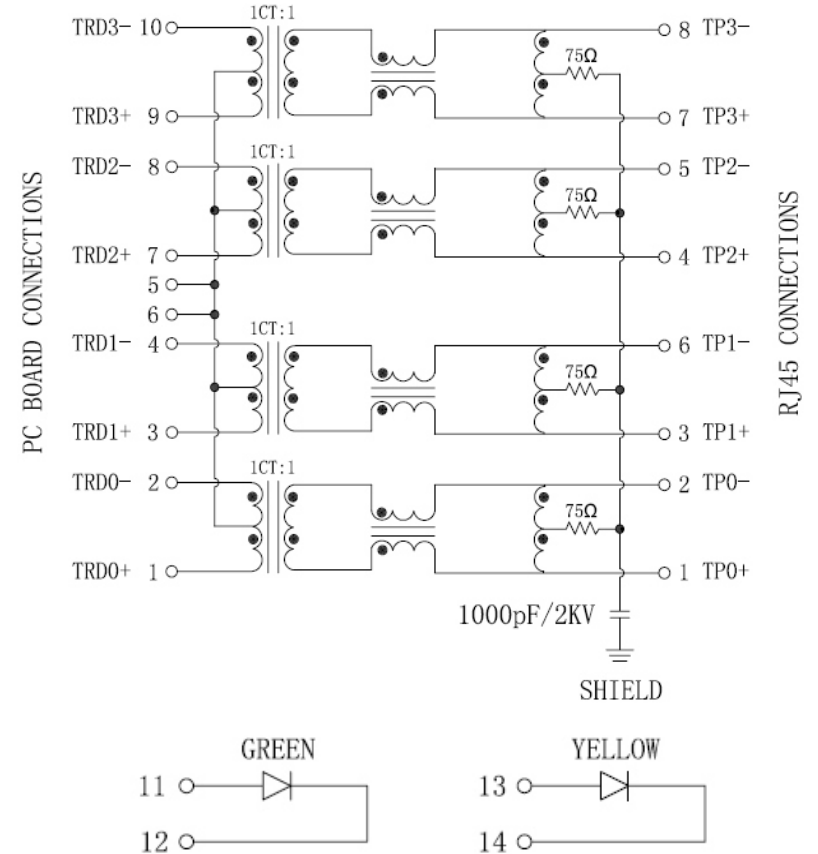 1CT:1
TRD3- 10 8 TP3-
75Ω
TRD3+ 9 7 TP3+
1CT:1
TRD2- 8 5 TP2-
75Ω
TRD2+ 7 4 TP2+
5
6
1CT:1
TRD1- 4 6 TP1-
75Ω
TRD1+ 3 3 TP1+
1CT:1
TRD0- 2 2 TP0-
75Ω
TRD0+ 1 1 TP0+
PC BOARD CONNECTIONS
RJ45 CONNECTIONS
1000pF/2KV
SHIELD
GREEN
11
12
YELLOW
13
14